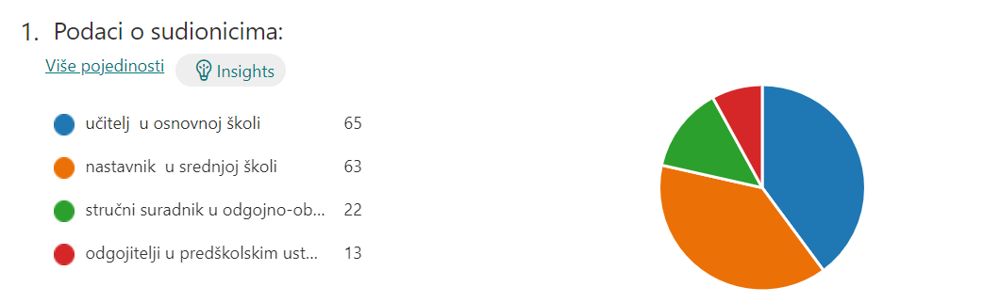 1. Podaci o sudionicima:
Više pojedinosti Insights
učitelj u osnovnoj školi 65
nastavnik u srednjoj školi 63
stručni suradnik u odgojno-ob... 22
odgojitelji u predškolskim ust... 13